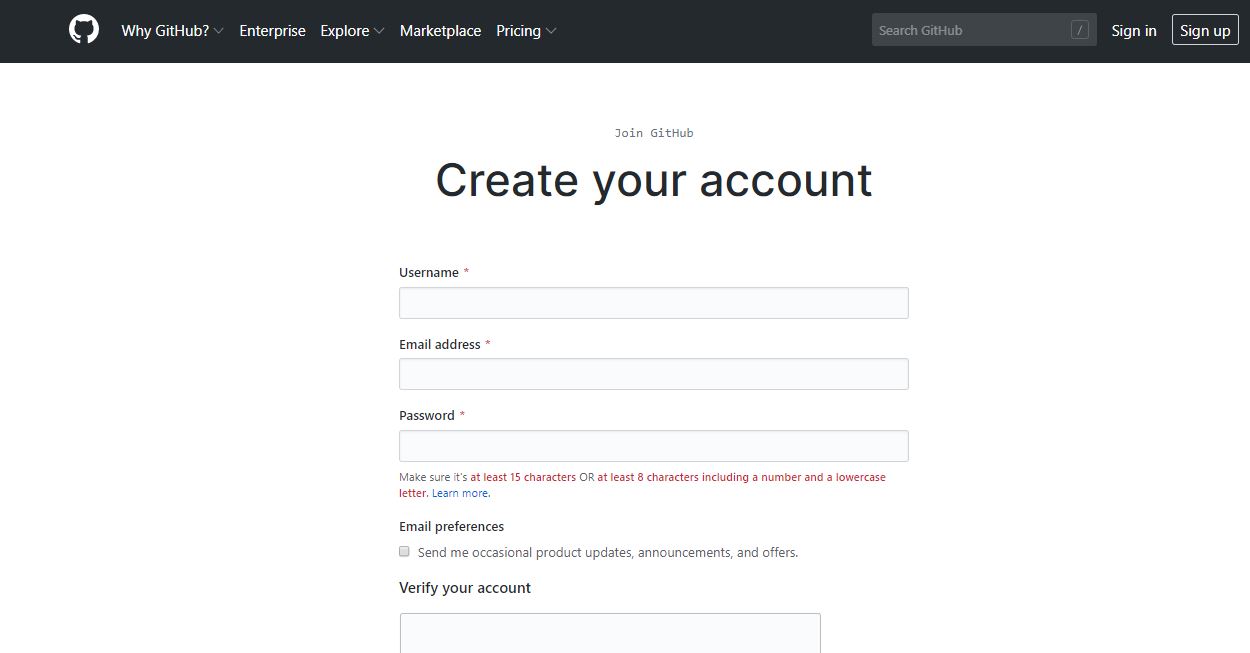 Why GitHub? Enterprise Explore Marketplace Pricing Search GitHub / Sign in Sign up
Join GitHub
Create your account
Username *
Email address *
Password *
Make sure it's at least 15 characters OR at least 8 characters including a number and a lowercase
letter. Learn more.
Email preferences
Send me occasional product updates, announcements, and offers.
Verify your account